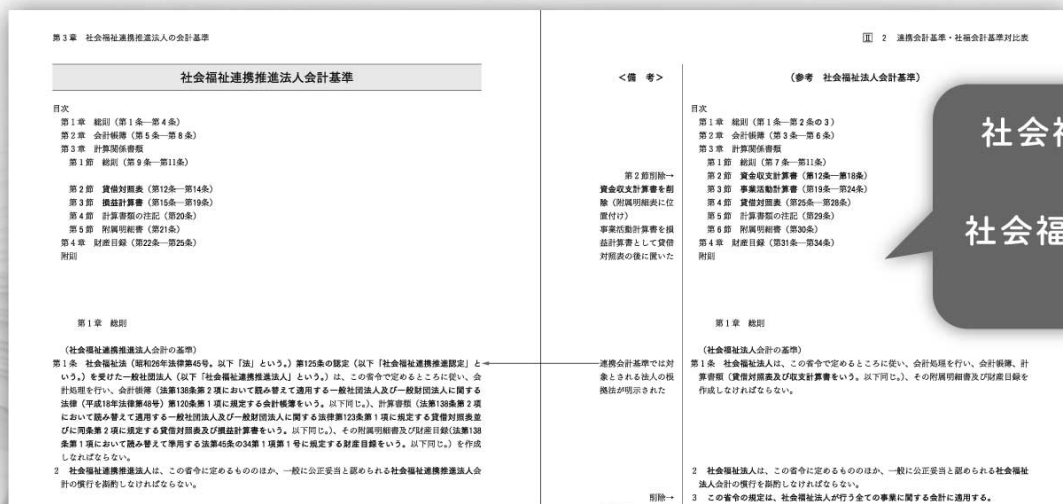 第3章　社会福祉連携推進法人の会計基準
社会福祉連携推進法人会計基準
目次
第1章　総則（第1条―第4条）
第2章　会計帳簿（第5条―第8条）
第3章　計算関係書類
第1節　総則（第9条―第11条）
第2節　貸借対照表（第12条―第14条）
第3節　損益計算書（第15条―第19条）
第4節　計算書類の注記（第20条）
第5節　附属明細書（第21条）
第4章　財産目録（第22条―第25条）
附則
第1章　総則
（社会福祉連携推進法人会計の基準）
第1条　社会福祉法（昭和26年法律第45号。以下「法」という。）第125条の認定（以下「社会福祉連携推進認定」と
いう。）を受けた一般社団法人（以下「社会福祉連携推進法人」という。）は、この省令で定めるところに従い、会
計処理を行い、会計帳簿（法第138条第2項において読み替えて適用する一般社団法人及び一般財団法人に関する
法律（平成18年法律第48号）第120条第1項に規定する会計帳簿をいう。以下同じ。）、計算書類（法第138条第2項
において読み替えて適用する一般社団法人及び一般財団法人に関する法律第123条第1項に規定する貸借対照表並
びに同条第2項に規定する貸借対照表及び損益計算書をいう。以下同じ。）、その附属明細書及び財産目録（法第138
条第1項において読み替えて準用する法第45条の34第1項第1号に規定する財産目録をいう。以下同じ。）を作成
しなければならない。
2　社会福祉連携推進法人は、この省令に定めるもののほか、一般に公正妥当と認められる社会福祉連携推進法人会
計の慣行を斟酌しなければならない。
Ⅲ　2　連携会計基準・社福会計基準対比表
＜備　考＞
第2節削除→
資金収支計算書を削
除（附属明細表に位
置付け）
事業活動計算書を損
益計算書として貸借
対照表の後に置いた
連携会計基準では対
象とされる法人の根
拠法が明示された
削除→
（参考　社会福祉法人会計基準）
目次
第1章　総則（第1条―第2条の3）
第2章　会計帳簿（第3条―第6条）
第3章　計算関係書類
第1節　総則（第7条―第11条）
第2節　資金収支計算書（第12条―第18条）
第3節　事業活動計算書（第19条―第24条）
第4節　貸借対照表（第25条―第28条）
第5節　計算書類の注記（第29条）
第6節　附属明細書（第30条）
第4章　財産目録（第31条―第34条）
附則
第1章　総則
（社会福祉法人会計の基準）
第1条　社会福祉法人は、この省令で定めるところに従い、会計処理を行い、会計帳簿、計
算書類（貸借対照表及び収支計算書をいう。以下同じ。）、その附属明細書及び財産目録を
作成しなければならない。
2　社会福祉法人は、この省令に定めるもののほか、一般に公正妥当と認められる社会福祉
法人会計の慣行を斟酌しなければならない。
3　この省令の規定は、社会福祉法人が行う全ての事業に関する会計に適用する。
社会福
社会福